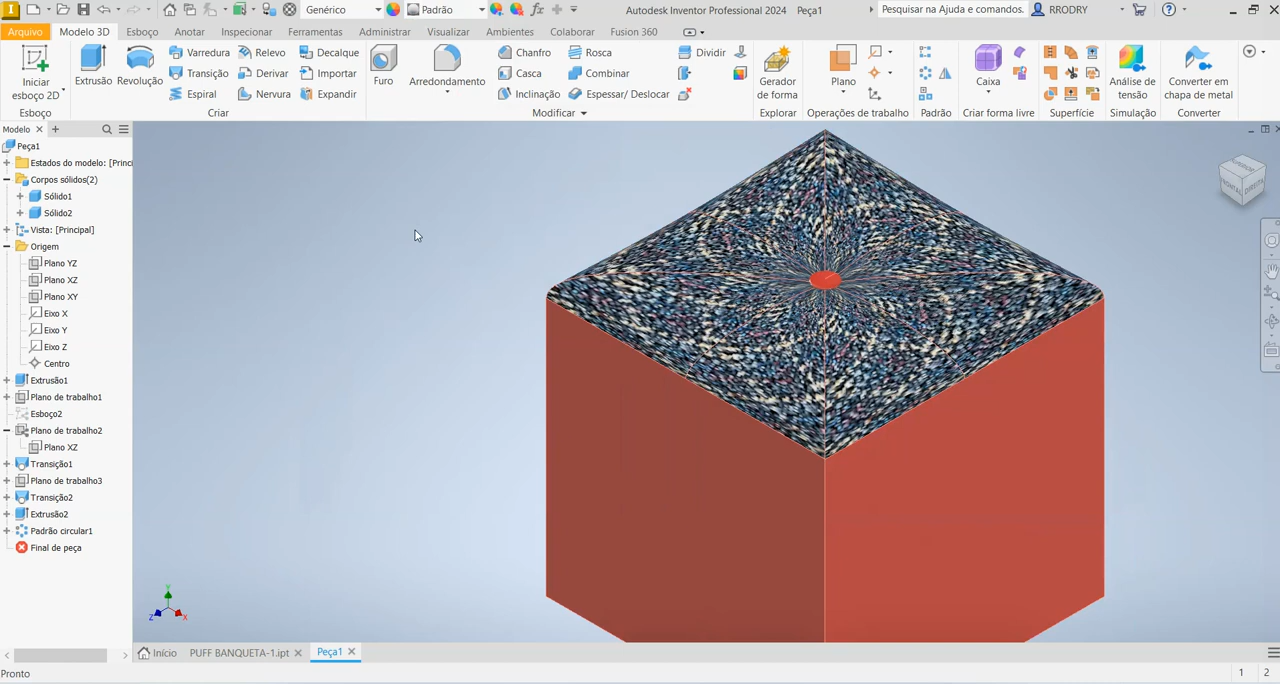 Genérico Padrão Autodesk Inventor Professional 2024 Peça1 Pesquisar na Ajuda e comandos. RRODRY
Arquivo Modelo 3D Esboço Anotar Inspecionar Ferramentas Administrar Visualizar Ambientes Colaborar Fusion 360
Iniciar
esboço 2D
Esboço
Extrusão
Revolução
Varredura
Transição
Espiral
Relevo
Derivar
Nervura
Decalque
Importar
Expandir
Criar
Furo
Arredondamento
Chanfro
Casca
Inclinação
Rosca
Combinar
Espessar/ Deslocar
Dividir
Modificar
Gerador
de forma
Explorar
Plano
Operações de trabalho
Padrão
Caixa
Criar forma livre
Superfície
Análise de
tensão
Simulação
Converter em
chapa de metal
Converter
Modelo
Peça1
Estados do modelo: [Princi
Corpos sólidos(2)
Sólido1
Sólido2
Vista: [Principal]
Origem
Plano YZ
Plano XZ
Plano XY
Eixo X
Eixo Y
Eixo Z
Centro
Extrusão1
Plano de trabalho1
Esboço2
Plano de trabalho2
Plano XZ
Transição1
Plano de trabalho3
Transição2
Extrusão2
Padrão circular1
Final de peça
FRONTAL DIREITA
Y
Z X
Início PUFF BANQUETA-1.ipt Peça1
Pronto 1 2